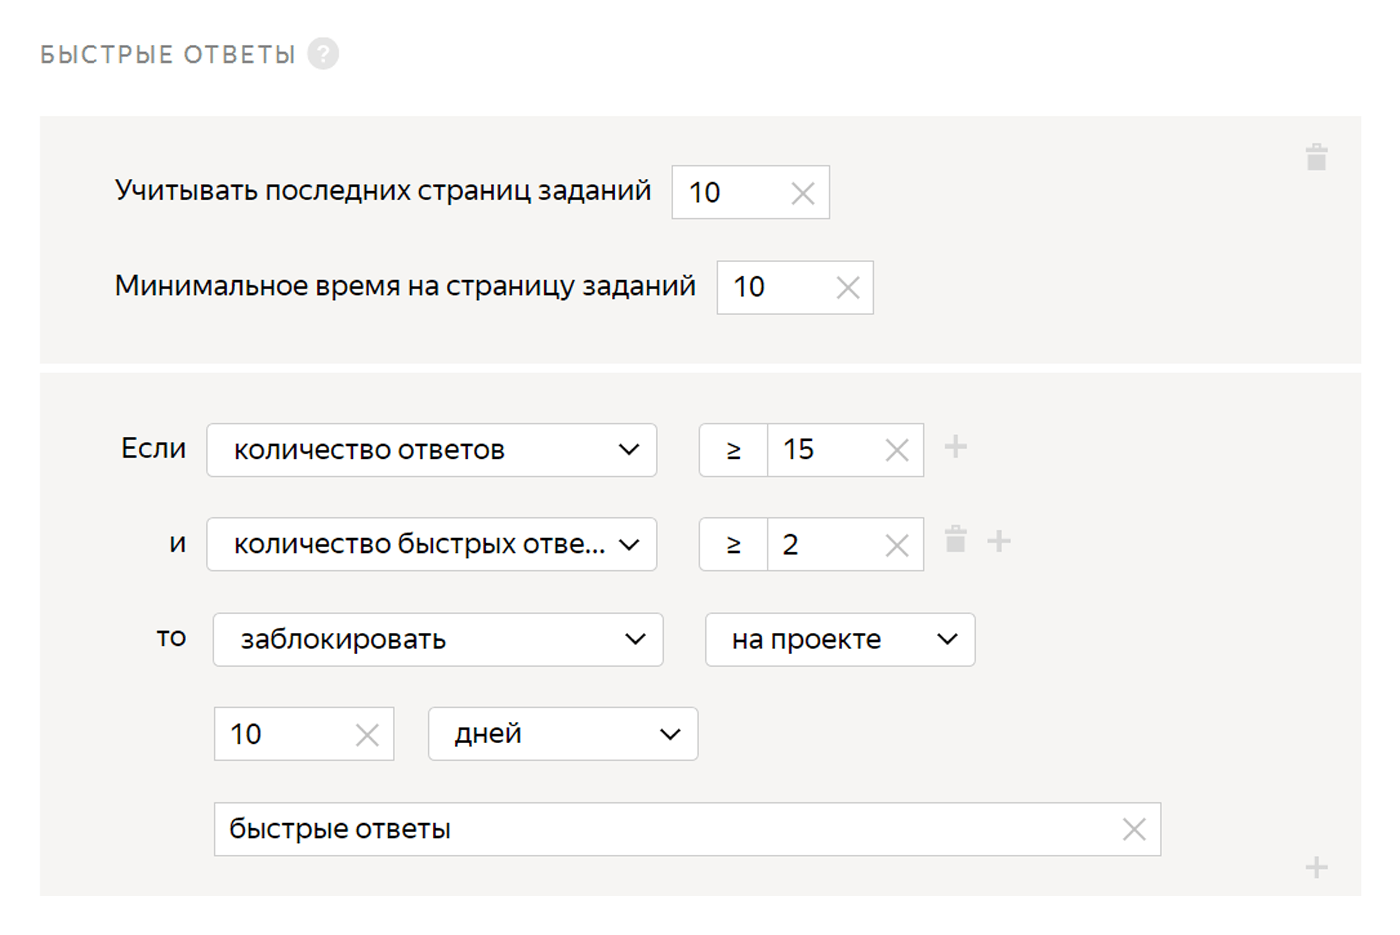 БЫСТРЫЕ ОТВЕТЫ ?
Учитывать последних страниц заданий 10
Минимальное время на страницу заданий 10
Если количество ответов ≥ 15
и количество быстрых отве... ≥ 2
то заблокировать на проекте
10 дней
быстрые ответы